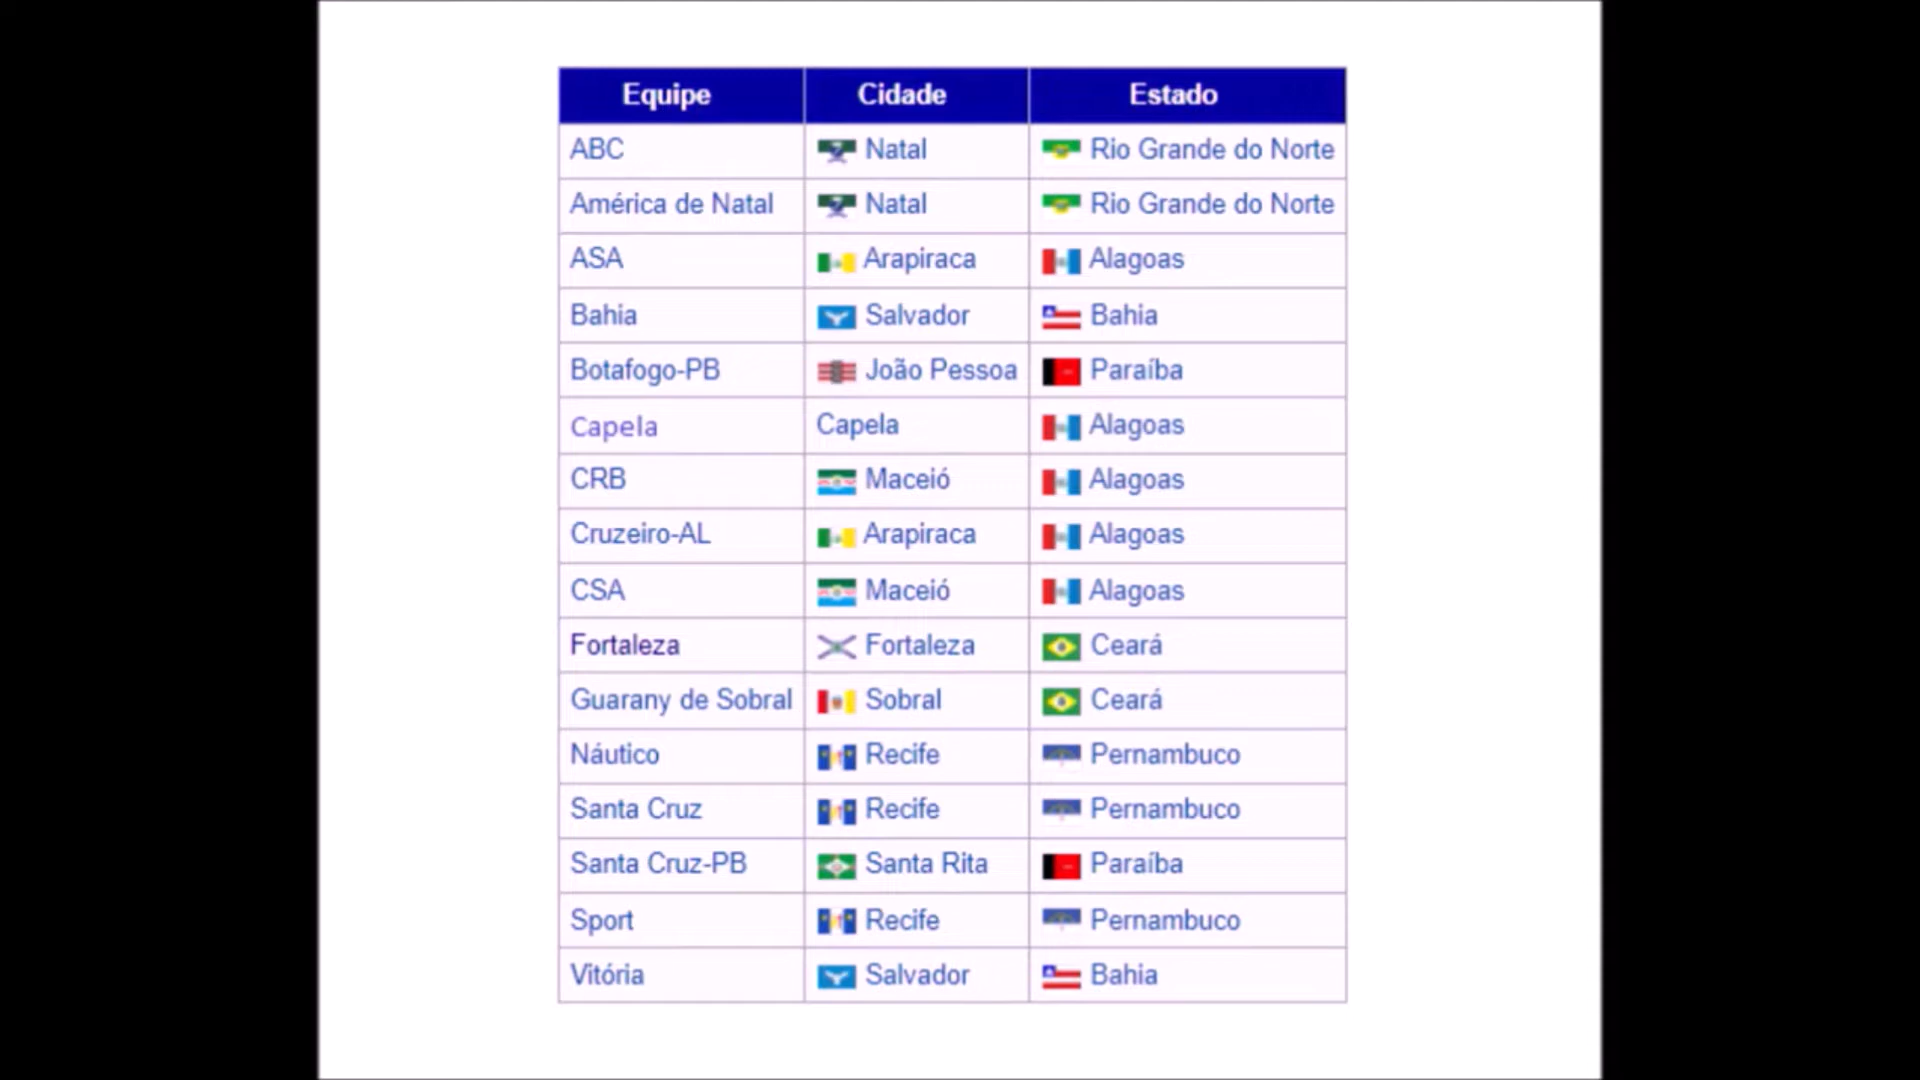 Equipe Cidade Estado
ABC Natal Rio Grande do Norte
América de Natal Natal Rio Grande do Norte
ASA Arapiraca Alagoas
Bahia Salvador Bahia
Botafogo-PB João Pessoa Paraíba
Capela Capela Alagoas
CRB Maceió Alagoas
Cruzeiro-AL Arapiraca Alagoas
CSA Maceió Alagoas
Fortaleza Fortaleza Ceará
Guarany de Sobral Sobral Ceará
Náutico Recife Pernambuco
Santa Cruz Recife Pernambuco
Santa Cruz-PB Santa Rita Paraíba
Sport Recife Pernambuco
Vitória Salvador Bahia